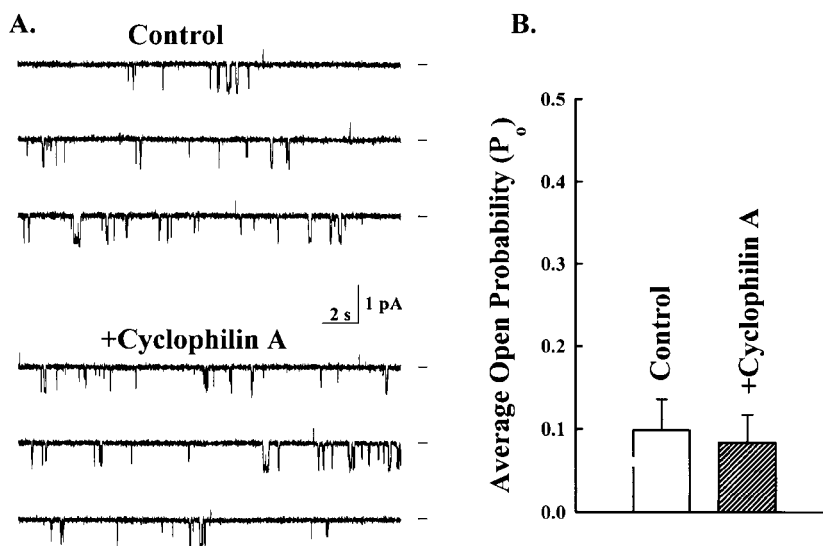 A.
Control
2 s
1 pA
+Cyclophilin A
B.
Average Open Probability (Po)
0.5
0.4
0.3
0.2
0.1
0.0
Control
+Cyclophilin A